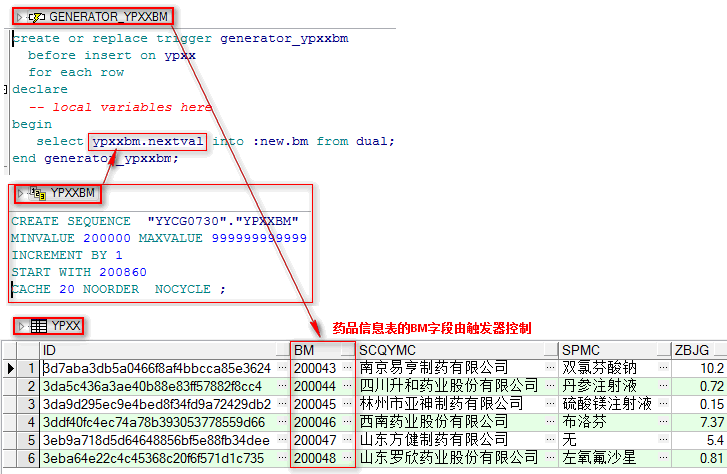 GENERATOR_YPXXBM
create or replace trigger generator_ypxxbm
before insert on ypxx
for each row
declare
-- local variables here
begin
select ypxxbm.nextval into :new.bm from dual;
end generator_ypxxbm;
YPXXBM
CREATE SEQUENCE "YYCG0730"."YPXXBM"
MINVALUE 200000 MAXVALUE 999999999999
INCREMENT BY 1
START WITH 200860
CACHE 20 NOORDER NOCYCLE ;
YPXX
药品信息表的BM字段由触发器控制
ID BM SCQYMC SPMC ZBJG
1 3d7aba3db5a0466f8af4bbcca85e3624 ··· 200043 ··· 南京易亨制药有限公司 ··· 双氯芬酸钠 ··· 10.2
2 3da5c436a3ae40b88e83ff57882f8cc4 ··· 200044 ··· 四川升和药业股份有限公司 ··· 丹参注射液 ··· 0.72
3 3da9d295ec9e4bed8f34fd9a72429db2 ··· 200045 ··· 林州市亚神制药有限公司 ··· 硫酸镁注射液 ··· 0.15
4 3ddf40fc4ec74a78b393053778559d66 ··· 200046 ··· 西南药业股份有限公司 ··· 布洛芬 ··· 7.37
5 3eb9a718d5d64648856bf5e88fb34dee ··· 200047 ··· 山东方健制药有限公司 ··· 无 ··· 5.4
6 3eba64e22c4c45368c20f6f571d1c735 ··· 200048 ··· 山东罗欣药业股份有限公司 ··· 左氧氟沙星 ··· 0.81